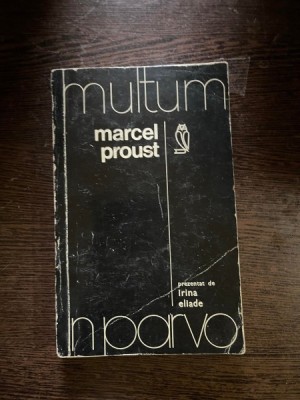 multum
marcel
proust
prezentat de
irina
eliade
in parvo